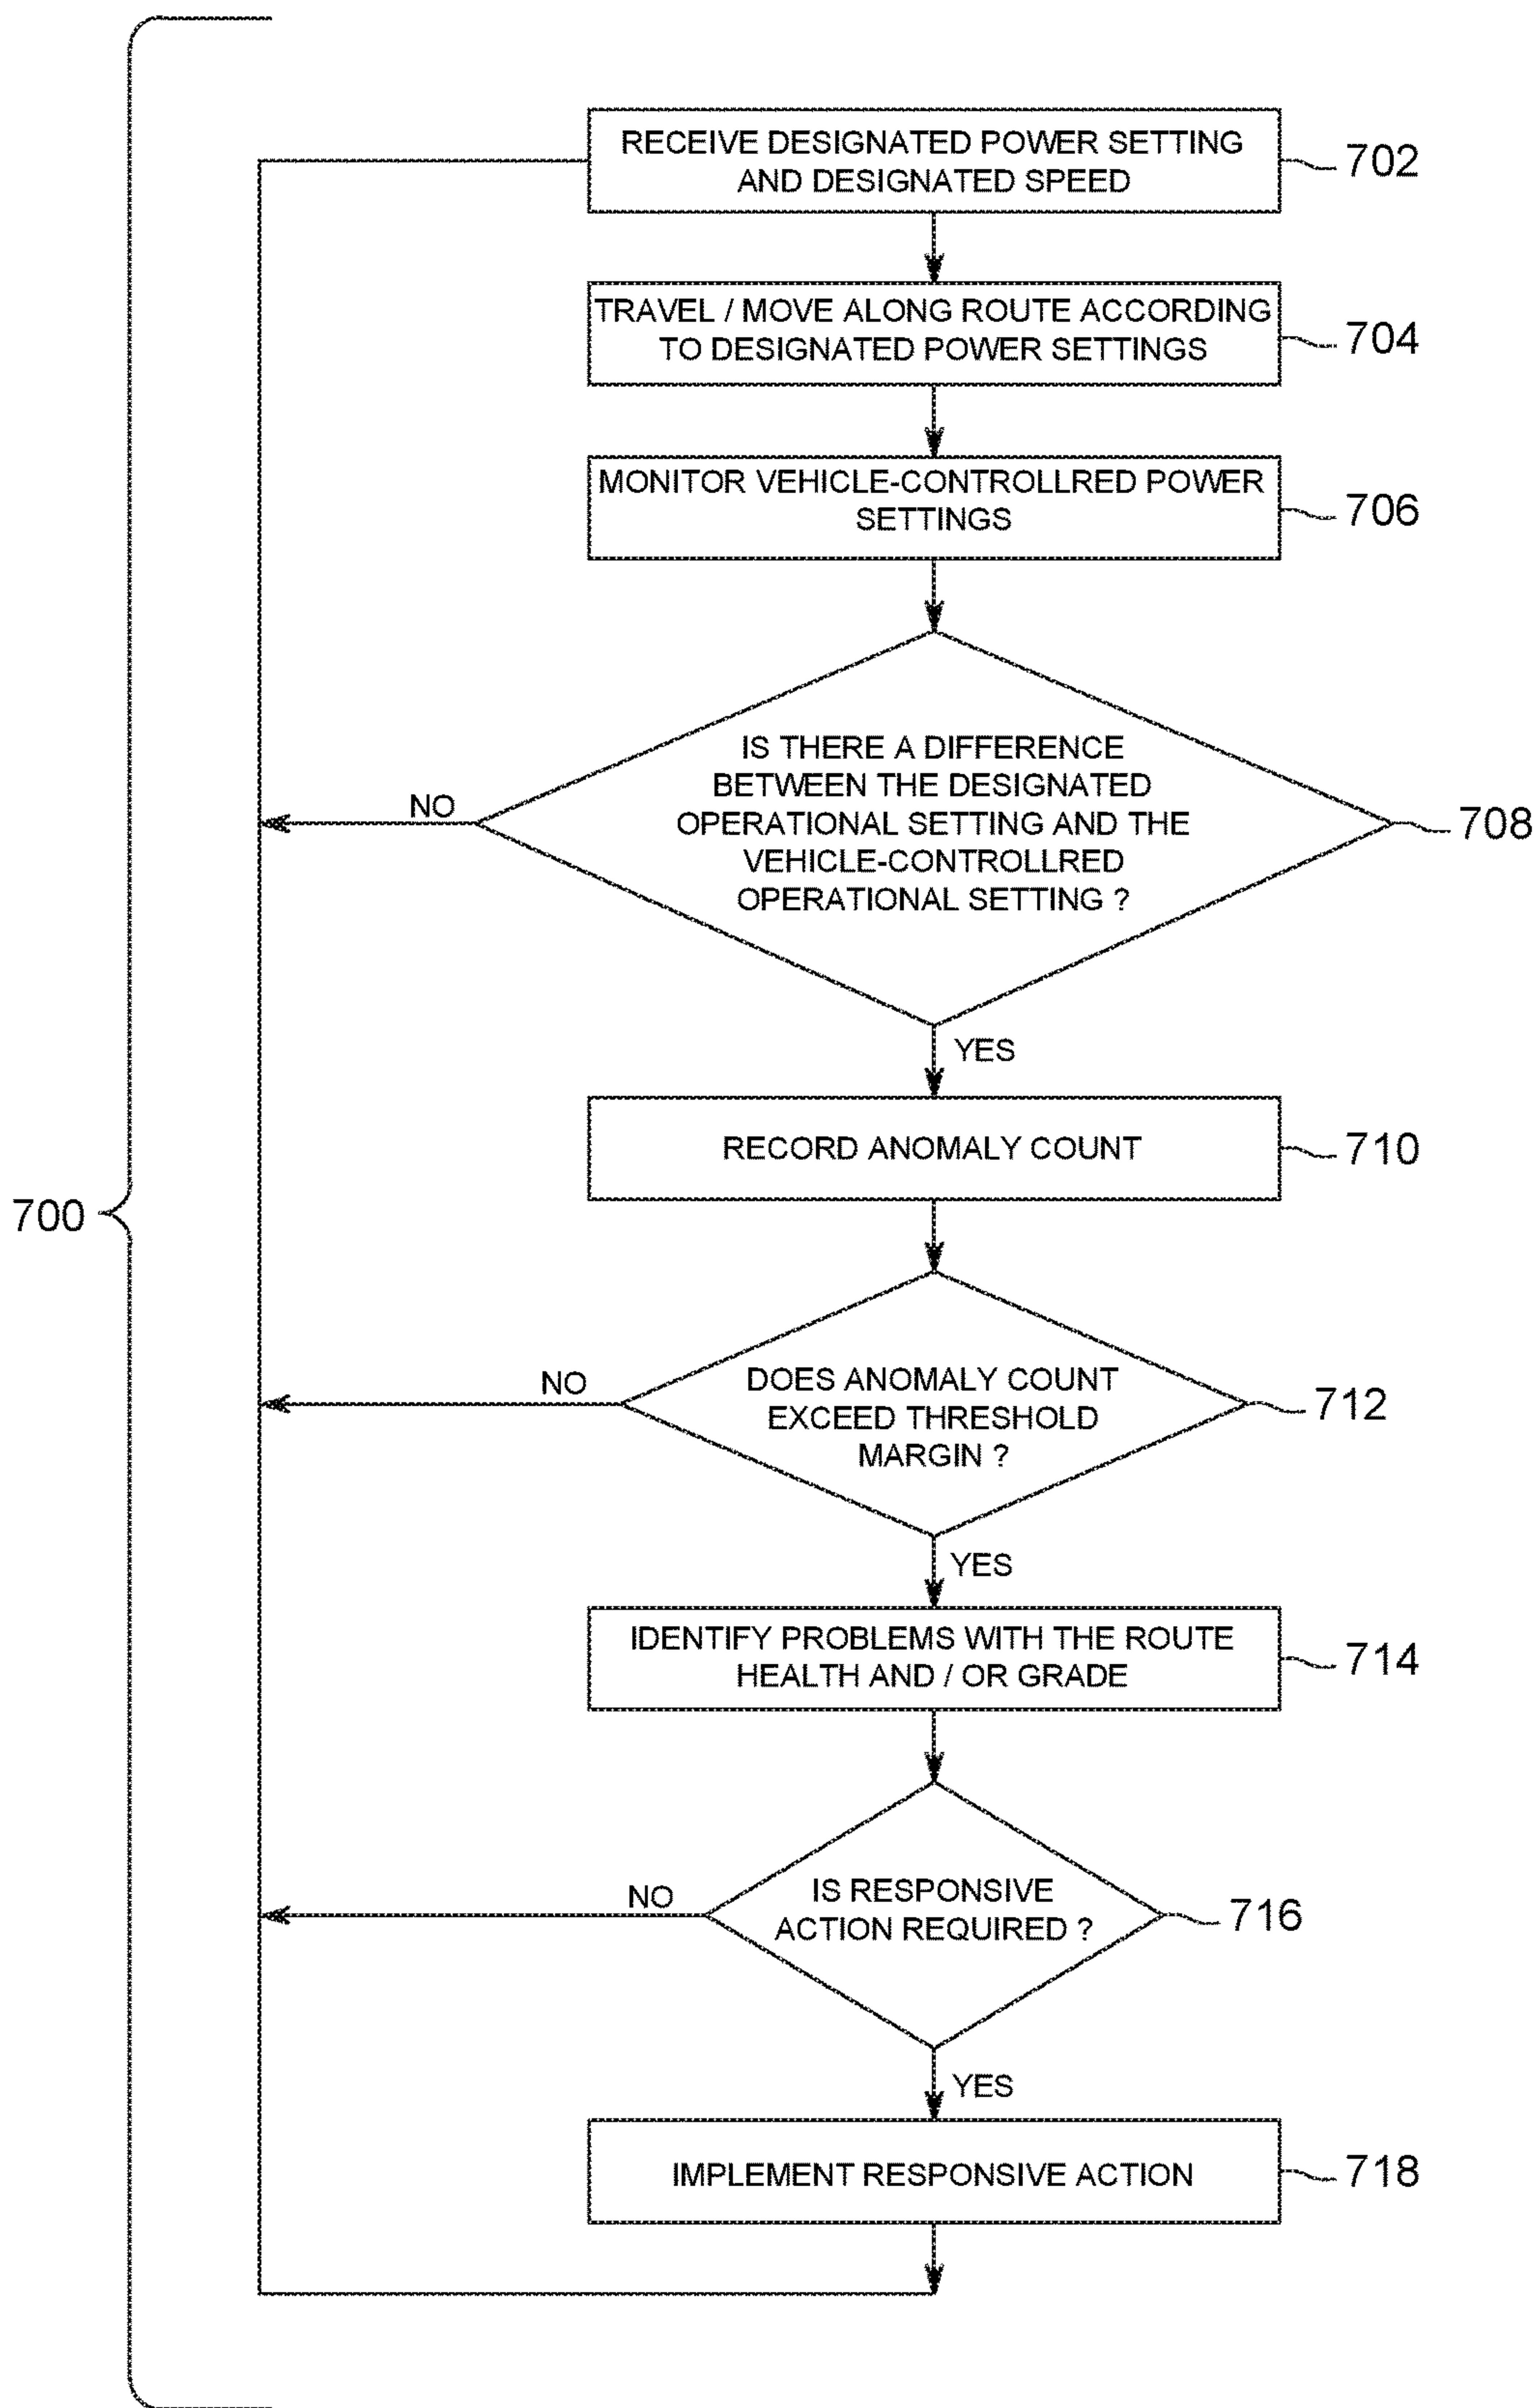 RECEIVE DESIGNATED POWER SETTING
AND DESIGNATED SPEED
702
TRAVEL / MOVE ALONG ROUTE ACCORDING
TO DESIGNATED POWER SETTINGS
704
MONITOR VEHICLE-CONTROLLRED POWER
SETTINGS
706
IS THERE A DIFFERENCE
BETWEEN THE DESIGNATED
OPERATIONAL SETTING AND THE
VEHICLE-CONTROLLRED
OPERATIONAL SETTING ?
NO
708
YES
RECORD ANOMALY COUNT
710
700
DOES ANOMALY COUNT
EXCEED THRESHOLD
MARGIN ?
NO
712
YES
IDENTIFY PROBLEMS WITH THE ROUTE
HEALTH AND / OR GRADE
714
IS RESPONSIVE
ACTION REQUIRED ?
NO
716
YES
IMPLEMENT RESPONSIVE ACTION
718